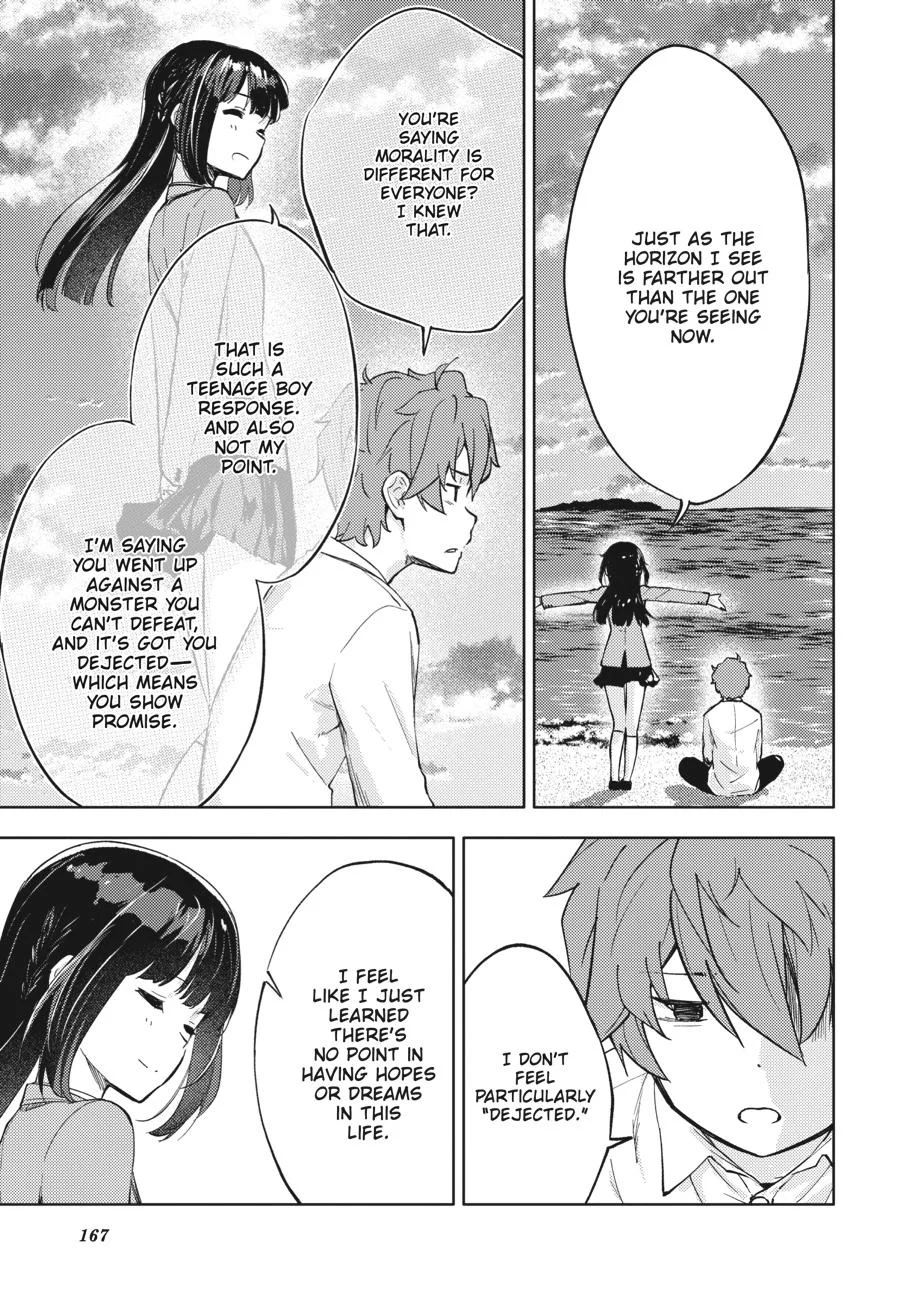 JUST AS THE
HORIZON I SEE
IS FARTHER OUT
THAN THE ONE
YOU'RE SEEING
NOW.
YOU'RE
SAYING
MORALITY IS
DIFFERENT FOR
EVERYONE?
I KNEW
THAT.
THAT IS
SUCH A
TEENAGE BOY
RESPONSE.
AND ALSO
NOT MY
POINT.
I'M SAYING
YOU WENT UP
AGAINST A
MONSTER YOU
CAN'T DEFEAT,
AND IT'S GOT YOU
DEJECTED—
WHICH MEANS
YOU SHOW
PROMISE.
I DON'T
FEEL
PARTICULARLY
"DEJECTED."
I FEEL
LIKE I JUST
LEARNED
THERE'S
NO POINT IN
HAVING HOPES
OR DREAMS
IN THIS
LIFE.
167